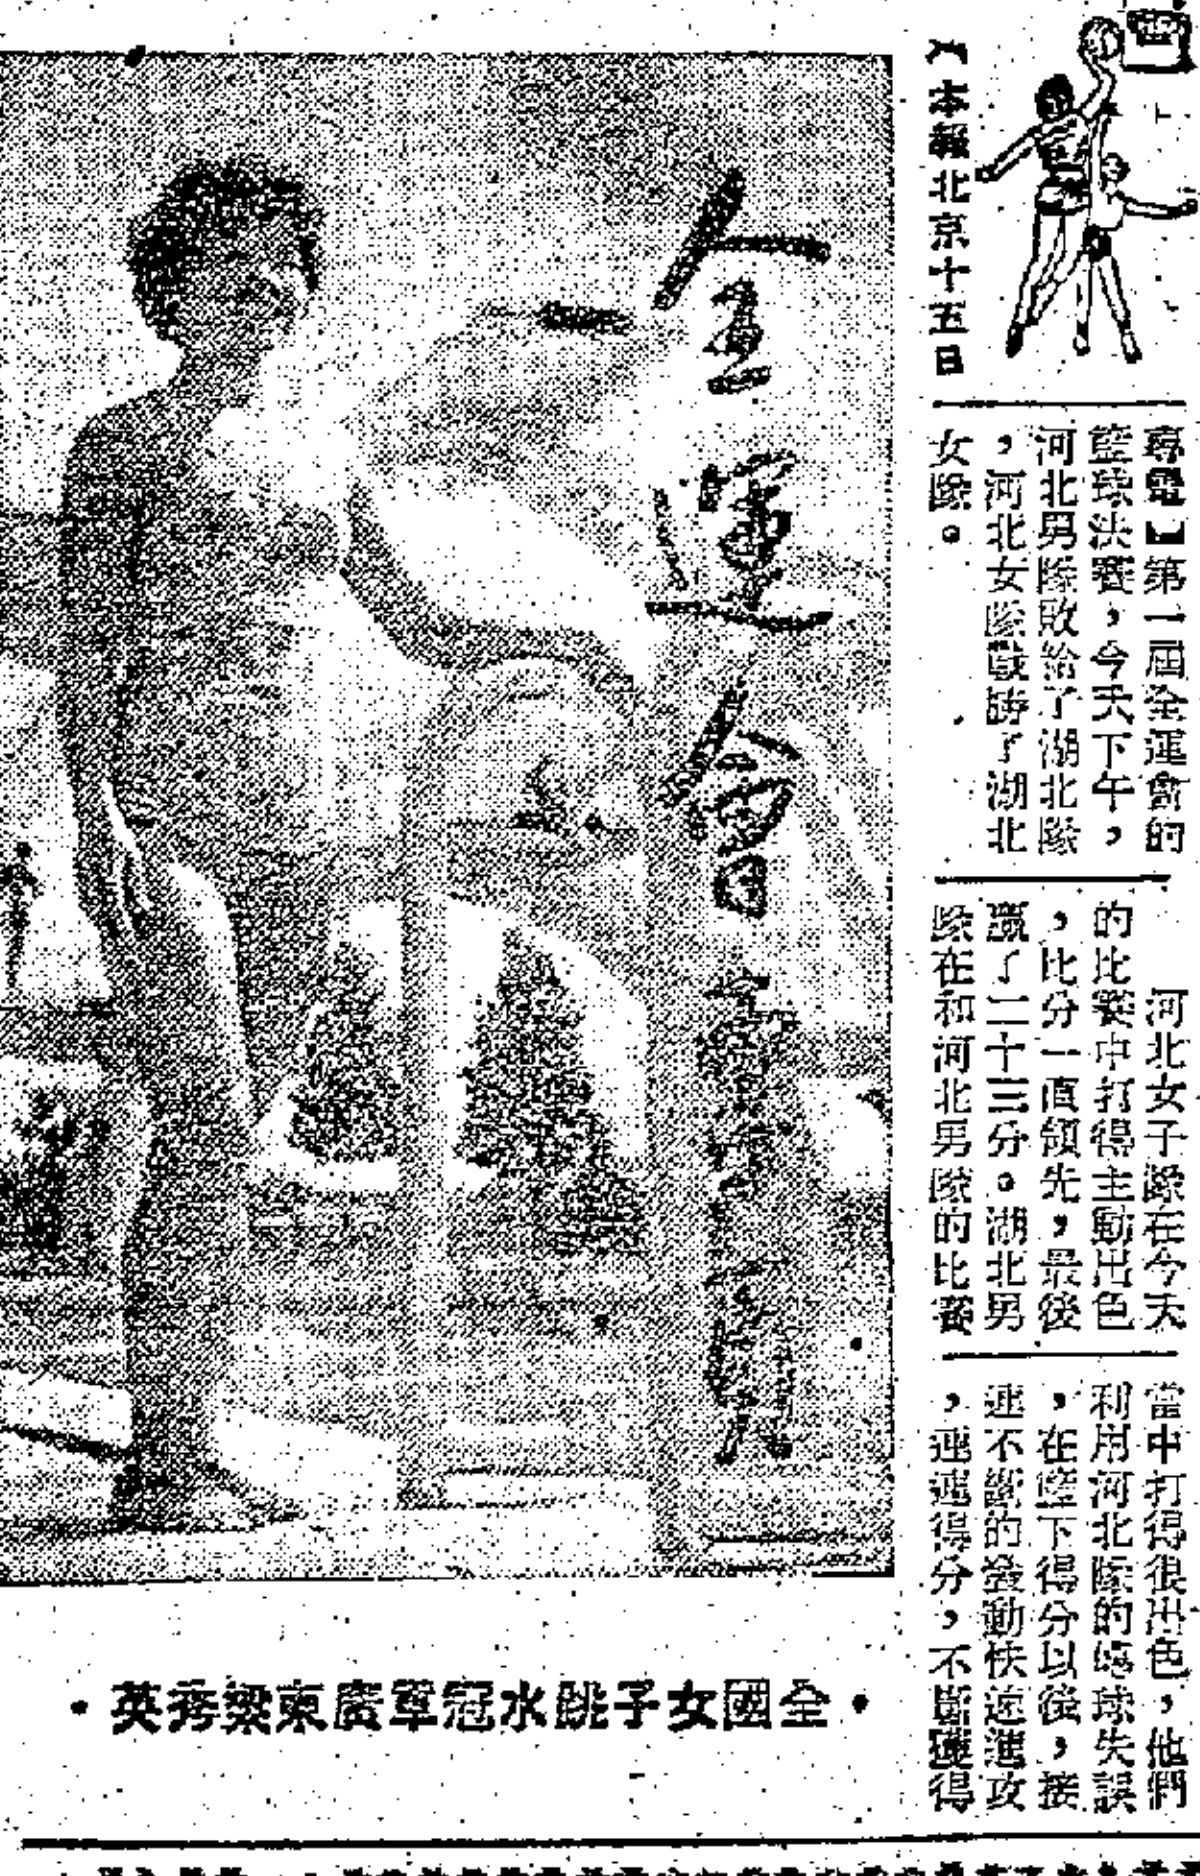 【本報北京十五日
專電】第一屆全運會的
籃球決賽，今天下午，
河北男隊敗給了湖北隊
，河北女隊戰勝了湖北
女隊。
河北女子隊在今天
的比賽中打得主動出色
，比分一直領先，最後
贏了二十三分。湖北男
隊在和河北男隊的比賽
當中打得很出色，他們
利用河北隊的傳球失誤
，在籃下得分以後，接
連不斷的發動快速進攻
，連連得分，不斷獲得
全運會
全國女子跳水冠軍廣東梁秀英